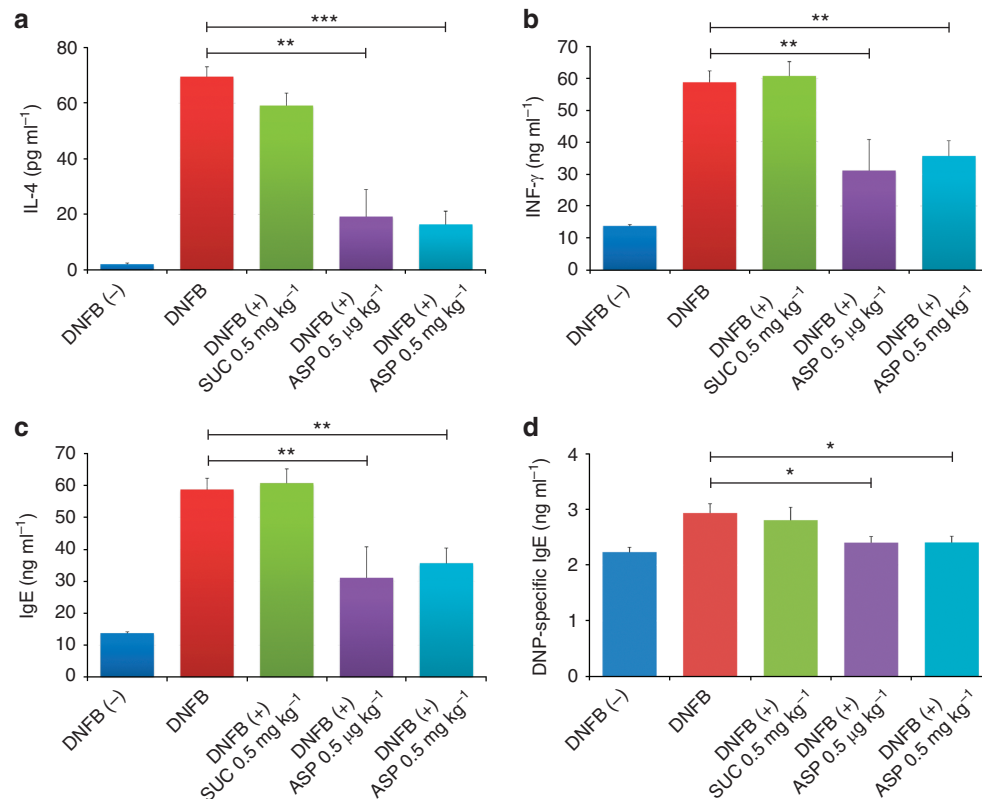 a
***
**
80
60
40
20
0
IL-4 (pg ml⁻¹)
DNFB (–)
DNFB
DNFB (+)
SUC 0.5 mg kg⁻¹
DNFB (+)
ASP 0.5 μg kg⁻¹
DNFB (+)
ASP 0.5 mg kg⁻¹
b
**
**
70
60
50
40
30
20
10
0
INF-γ (ng ml⁻¹)
DNFB (–)
DNFB
DNFB (+)
SUC 0.5 mg kg⁻¹
DNFB (+)
ASP 0.5 μg kg⁻¹
DNFB (+)
ASP 0.5 mg kg⁻¹
c
**
**
70
60
50
40
30
20
10
0
IgE (ng ml⁻¹)
DNFB (–)
DNFB
DNFB (+)
SUC 0.5 mg kg⁻¹
DNFB (+)
ASP 0.5 μg kg⁻¹
DNFB (+)
ASP 0.5 mg kg⁻¹
d
*
*
4
3
2
1
0
DNP-specific IgE (ng ml⁻¹)
DNFB (–)
DNFB
DNFB (+)
SUC 0.5 mg kg⁻¹
DNFB (+)
ASP 0.5 μg kg⁻¹
DNFB (+)
ASP 0.5 mg kg⁻¹